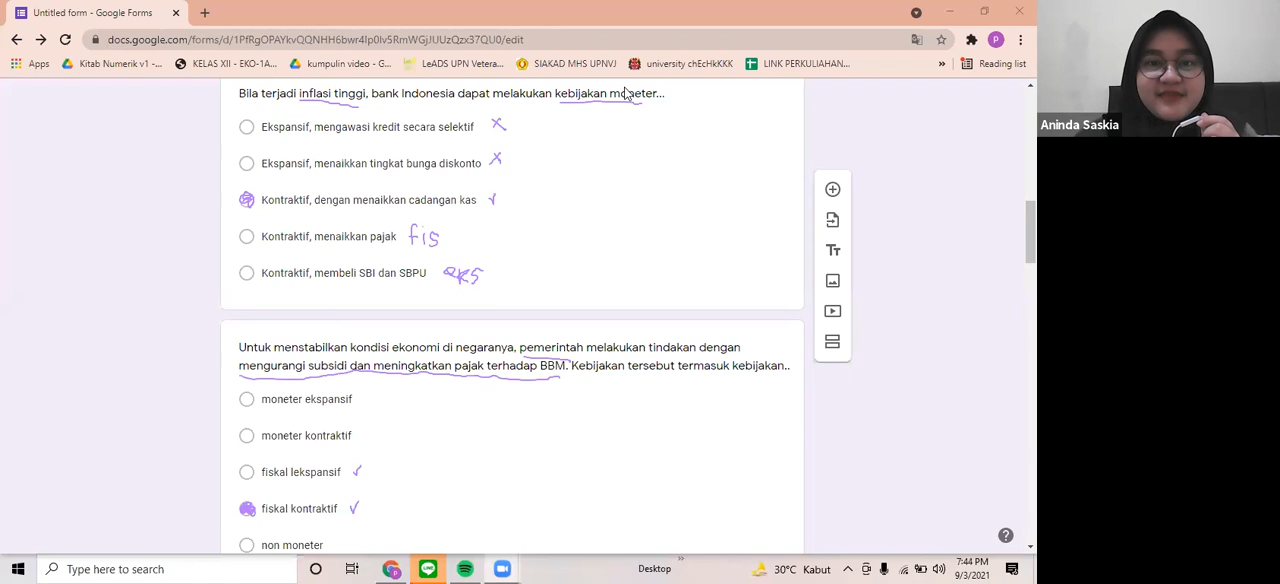 Untitled form - Google Forms
docs.google.com/forms/d/1PfRgOPAYkvQQNHH6bwr4Ip0lv5RmWGjJUUzQzx37QU0/edit
P
Apps
Kitab Numerik v1 -...
KELAS XII - EKO-1A...
kumpulin video - G...
LeADS UPN Vetera...
SIAKAD MHS UPNVJ
university chEcHkKKK
LINK PERKULIAHAN...
»
Reading list
Bila terjadi inflasi tinggi, bank Indonesia dapat melakukan kebijakan moneter...
Ekspansif, mengawasi kredit secara selektif
Ekspansif, menaikkan tingkat bunga diskonto
Kontraktif, dengan menaikkan cadangan kas
Kontraktif, menaikkan pajak fis
Kontraktif, membeli SBI dan SBPU eks
Untuk menstabilkan kondisi ekonomi di negaranya, pemerintah melakukan tindakan dengan
mengurangi subsidi dan meningkatkan pajak terhadap BBM. Kebijakan tersebut termasuk kebijakan..
moneter ekspansif
moneter kontraktif
fiskal lekspansif
fiskal kontraktif
non moneter
Tт
Aninda Saskia
Type here to search
Desktop
»
30°C Kabut
7:44 PM
9/3/2021